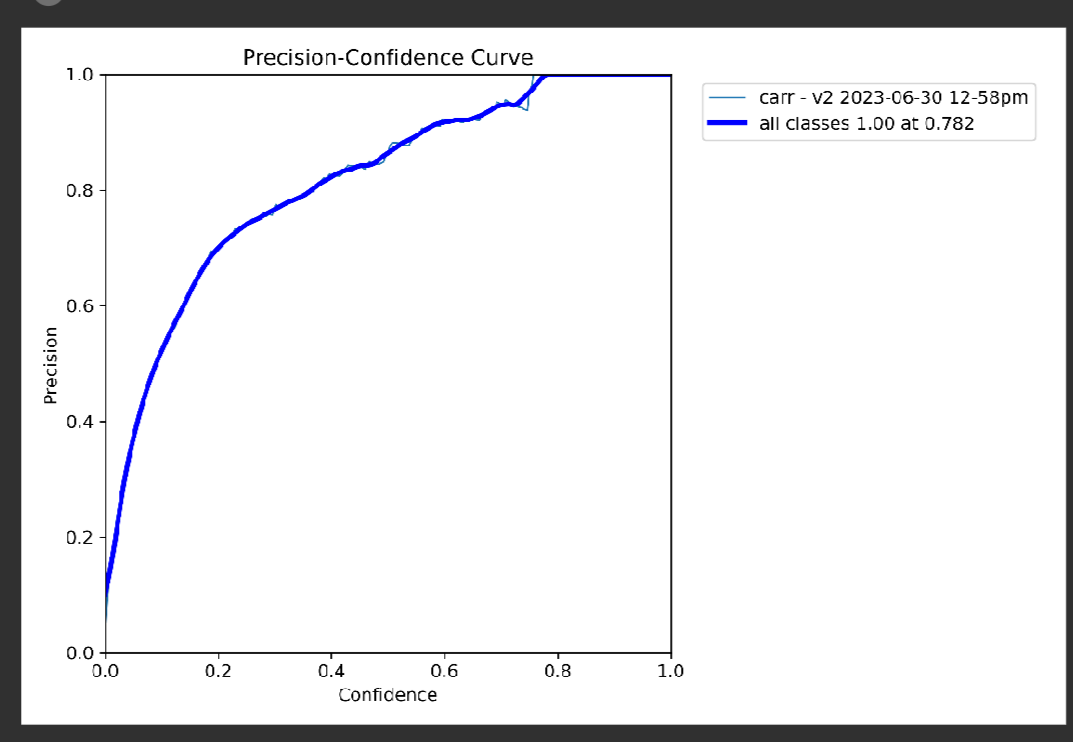 Precision-Confidence Curve
carr - v2 2023-06-30 12-58pm
all classes 1.00 at 0.782
Precision
1.0
0.8
0.6
0.4
0.2
0.0
0.0 0.2 0.4 0.6 0.8 1.0
Confidence